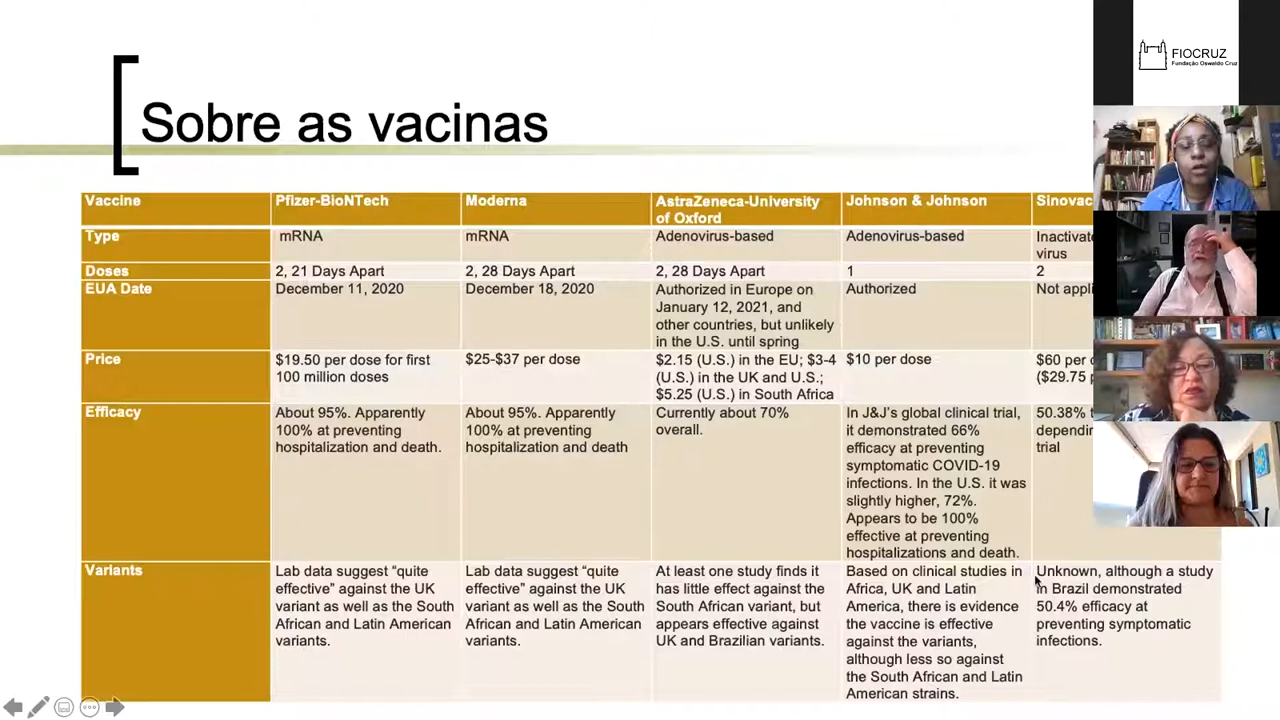 FIOCRUZ
Fundação Oswaldo Cruz
Sobre as vacinas
Vaccine
Pfizer-BioNTech
Moderna
AstraZeneca-University
of Oxford
Johnson & Johnson
Sinovac
Type
mRNA
mRNA
Adenovirus-based
Adenovirus-based
virus
Doses
2, 21 Days Apart
2, 28 Days Apart
2, 28 Days Apart
1
2
EUA Date
December 11, 2020
December 18, 2020
Authorized in Europe on
January 12, 2021, and
other countries, but unlikely
in the U.S. until spring
Authorized
Not
Price
$19.50 per dose for first
100 million doses
$25-$37 per dose
$2.15 (U.S.) in the EU; $3-4
(U.S.) in the UK and U.S.;
$5.25 (U.S.) in South Africa
$10 per dose
$60 per
($29.75
Efficacy
About 95%. Apparently
100% at preventing
hospitalization and death.
About 95%. Apparently
100% at preventing
hospitalization and death
Currently about 70%
overall.
In J&J's global clinical trial,
it demonstrated 66%
efficacy at preventing
symptomatic COVID-19
infections. In the U.S. it was
slightly higher, 72%.
Appears to be 100%
effective at preventing
hospitalizations and death.
50.38%
trial
Variants
Lab data suggest “quite
effective” against the UK
variant as well as the South
African and Latin American
variants.
Lab data suggest “quite
effective” against the UK
variant as well as the South
African and Latin American
variants.
At least one study finds it
has little effect against the
South African variant, but
appears effective against
UK and Brazilian variants.
Based on clinical studies in
Africa, UK and Latin
America, there is evidence
the vaccine is effective
against the variants,
although less so against
the South African and Latin
American strains.
Unknown, although a study
in Brazil demonstrated
50.4% efficacy at
preventing symptomatic
infections.